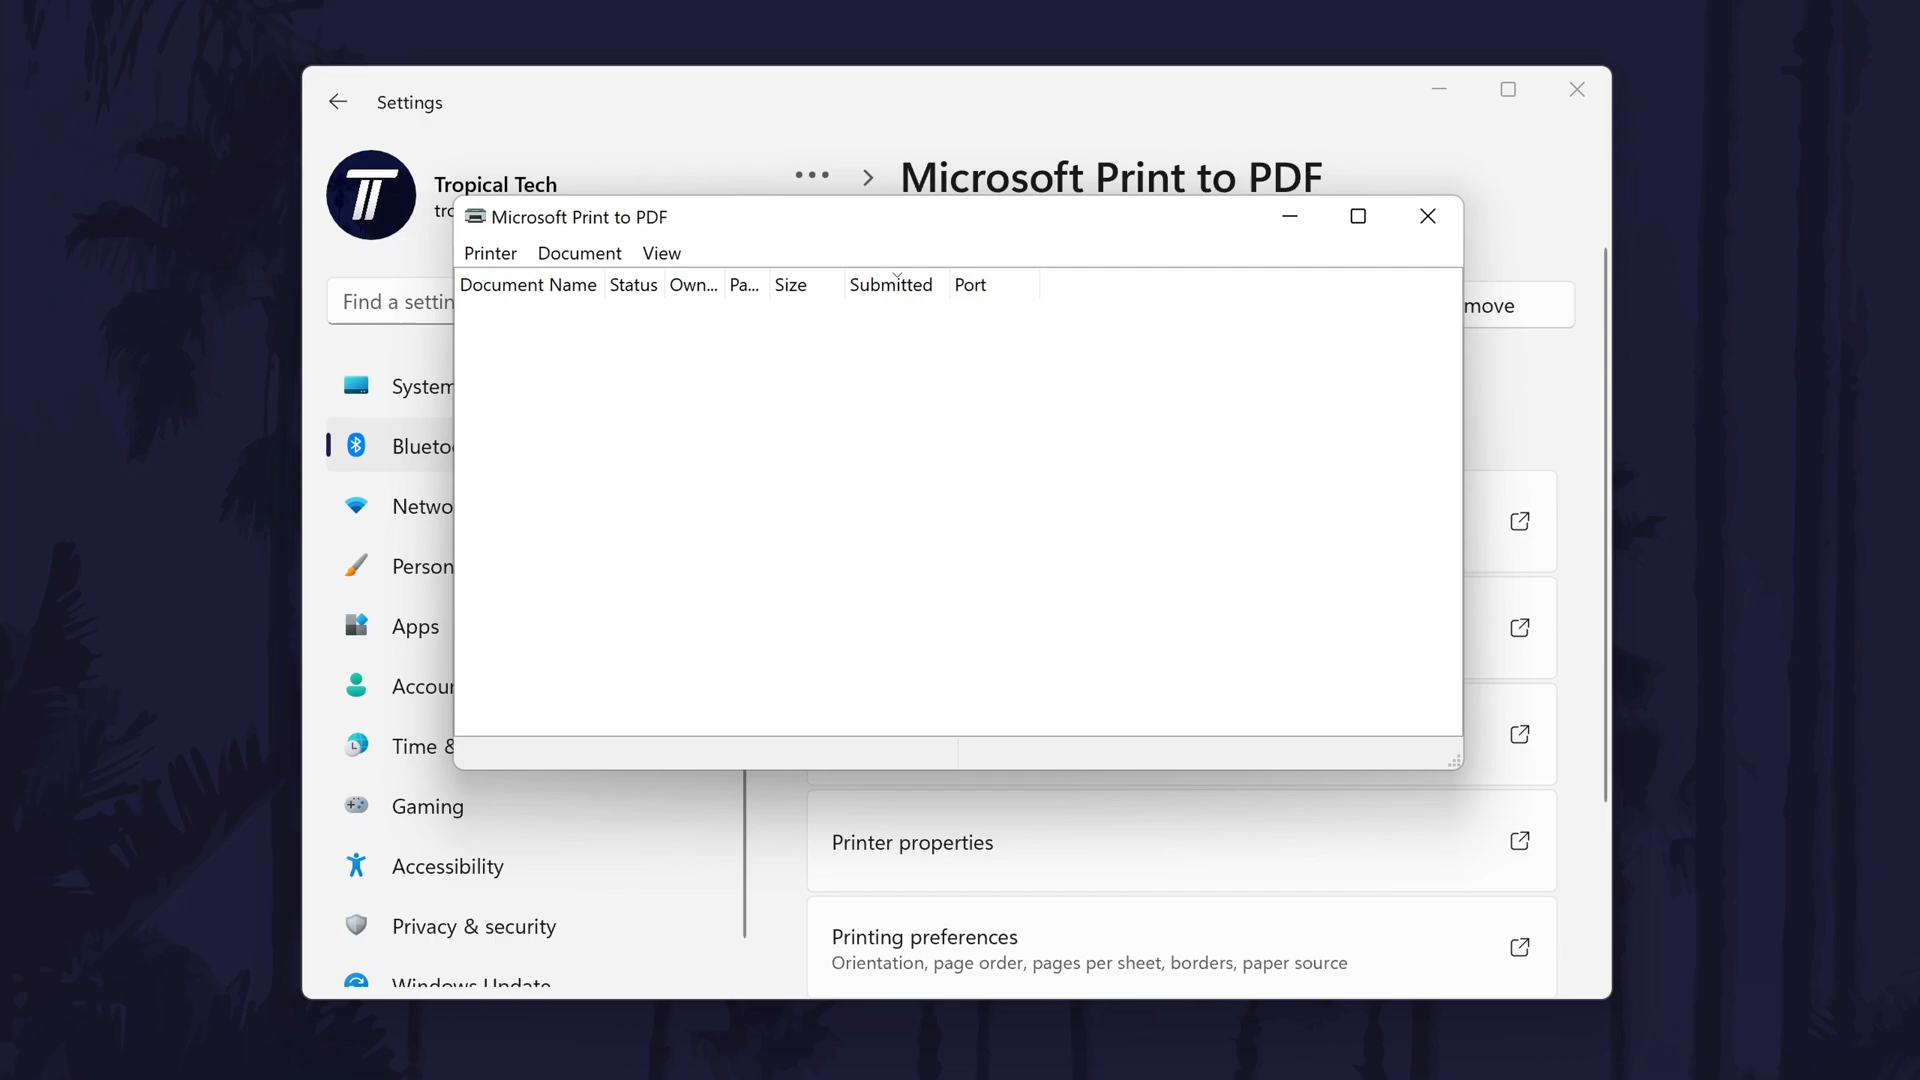 Settings
Tropical Tech
Microsoft Print to PDF
Microsoft Print to PDF
Printer Document View
Document Name Status Own... Pa... Size Submitted Port
Find a settin
move
System
Blueto
Netwo
Person
Apps
Accour
Time &
Gaming
Accessibility
Privacy & security
Windows Update
Printer properties
Printing preferences
Orientation, page order, pages per sheet, borders, paper source